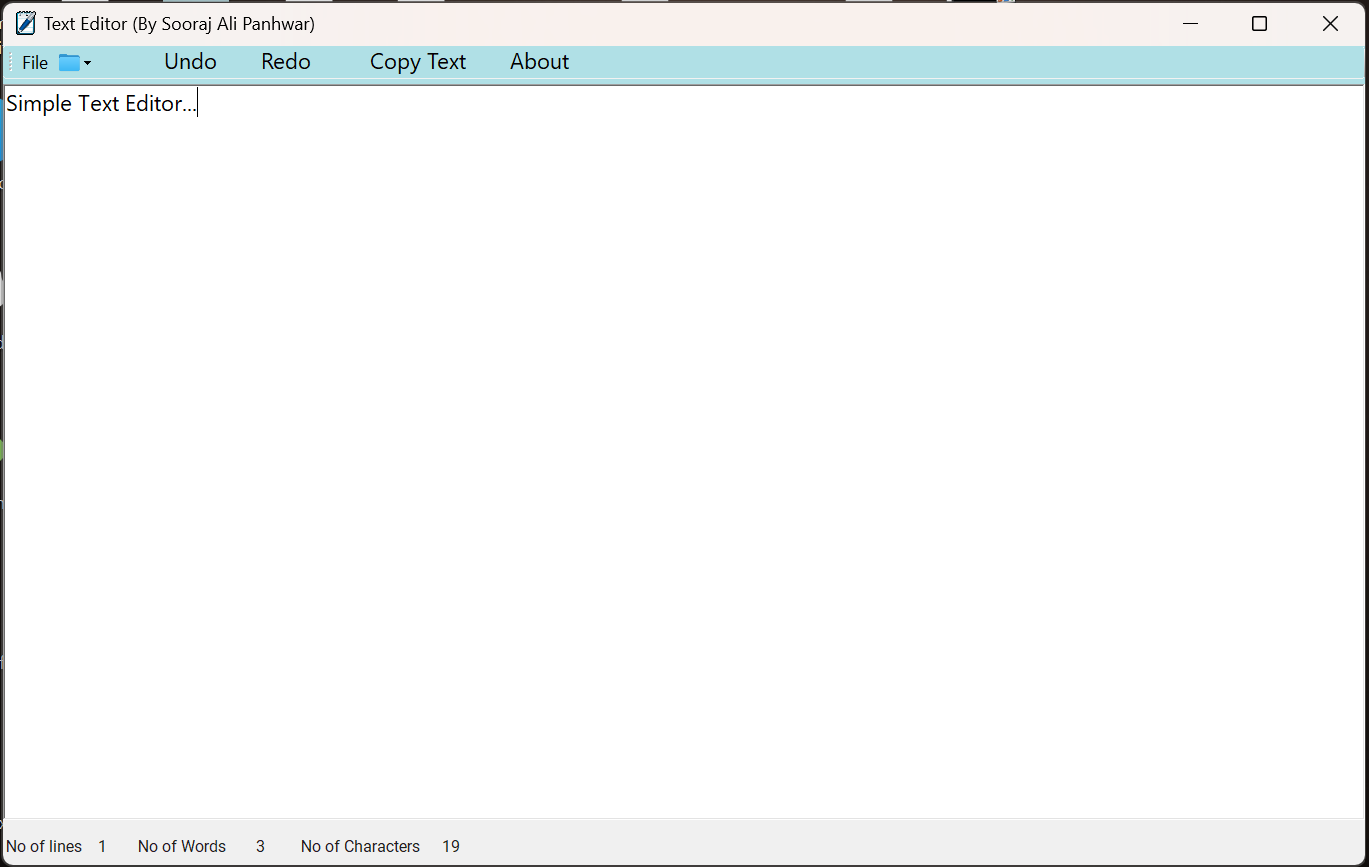 Text Editor (By Sooraj Ali Panhwar)
File Undo Redo Copy Text About
Simple Text Editor...
No of lines 1 No of Words 3 No of Characters 19